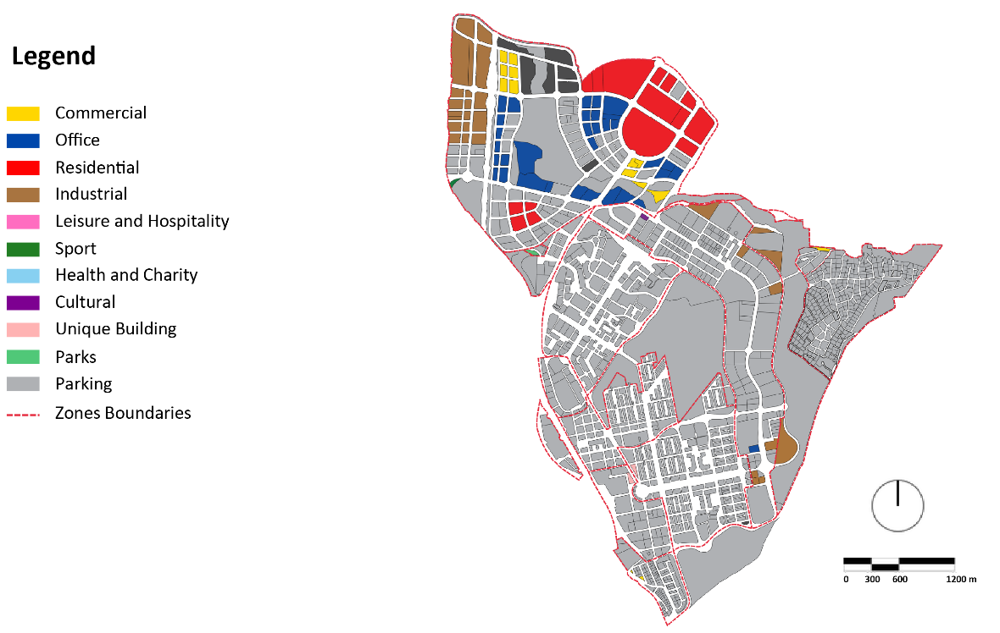 Legend
Commercial
Office
Residential
Industrial
Leisure and Hospitality
Sport
Health and Charity
Cultural
Unique Building
Parks
Parking
Zones Boundaries
0 300 600 1200 m